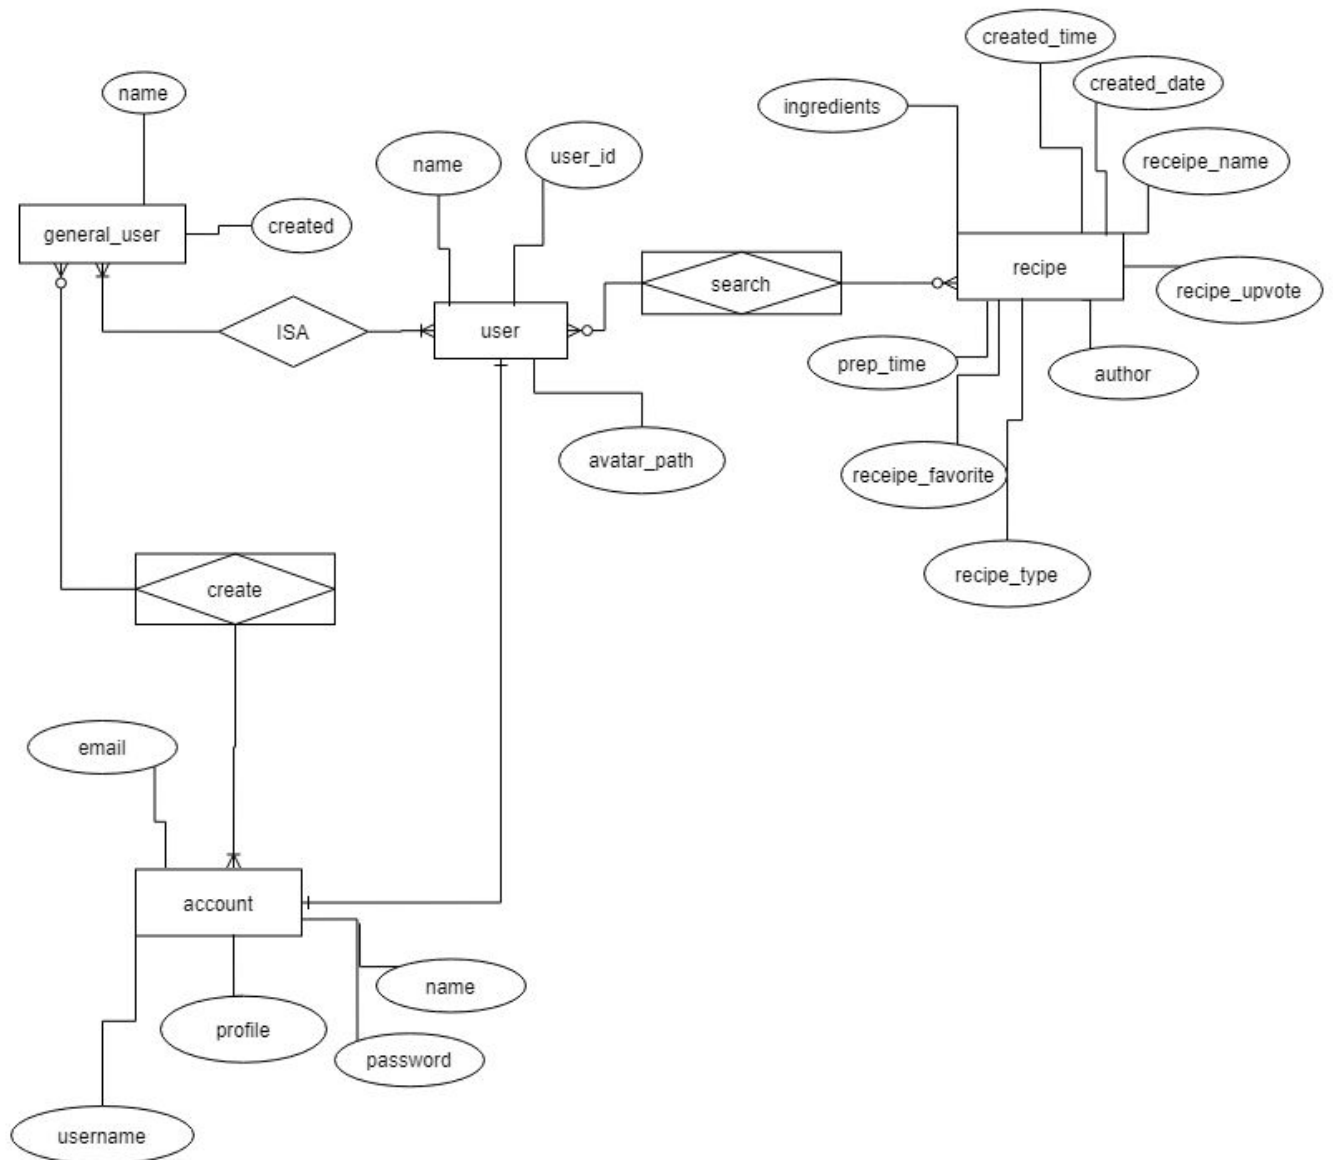 created_time
created_date
name
ingredients
name
user_id
receipe_name
created
general_user
recipe
search
recipe_upvote
ISA
user
prep_time
author
avatar_path
receipe_favorite
recipe_type
create
email
account
name
profile
password
username